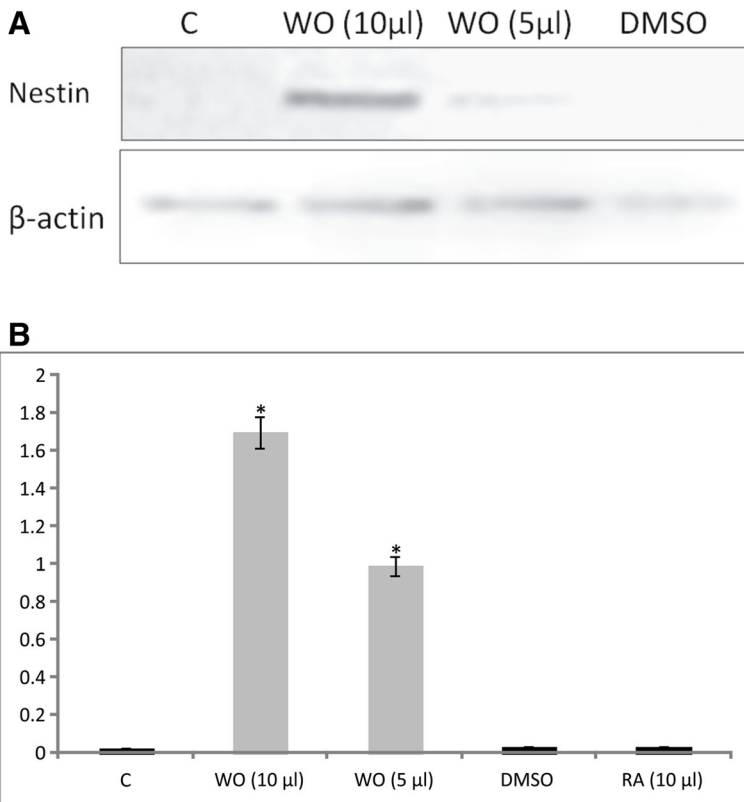 A
C WO (10µl) WO (5µl) DMSO
Nestin
β-actin
B
2
1.8
*
1.6
1.4
1.2
*
1
0.8
0.6
0.4
0.2
0
C WO (10 µl) WO (5 µl) DMSO RA (10 µl)